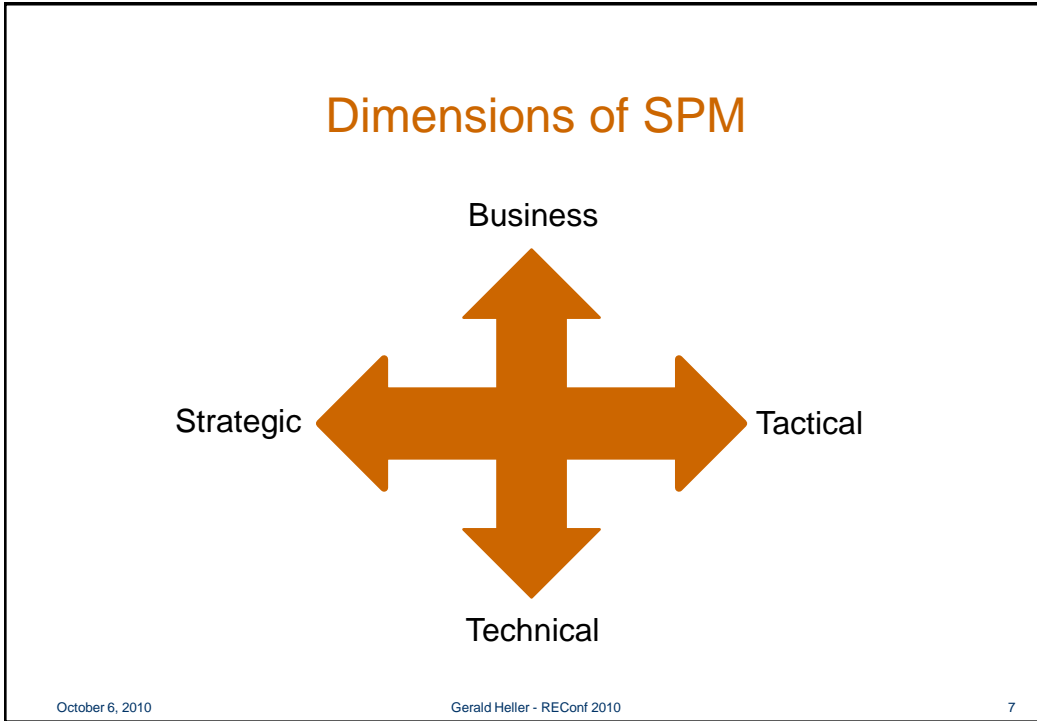 Dimensions of SPM
Business
Strategic
Tactical
Technical
October 6, 2010
Gerald Heller - REConf 2010
7